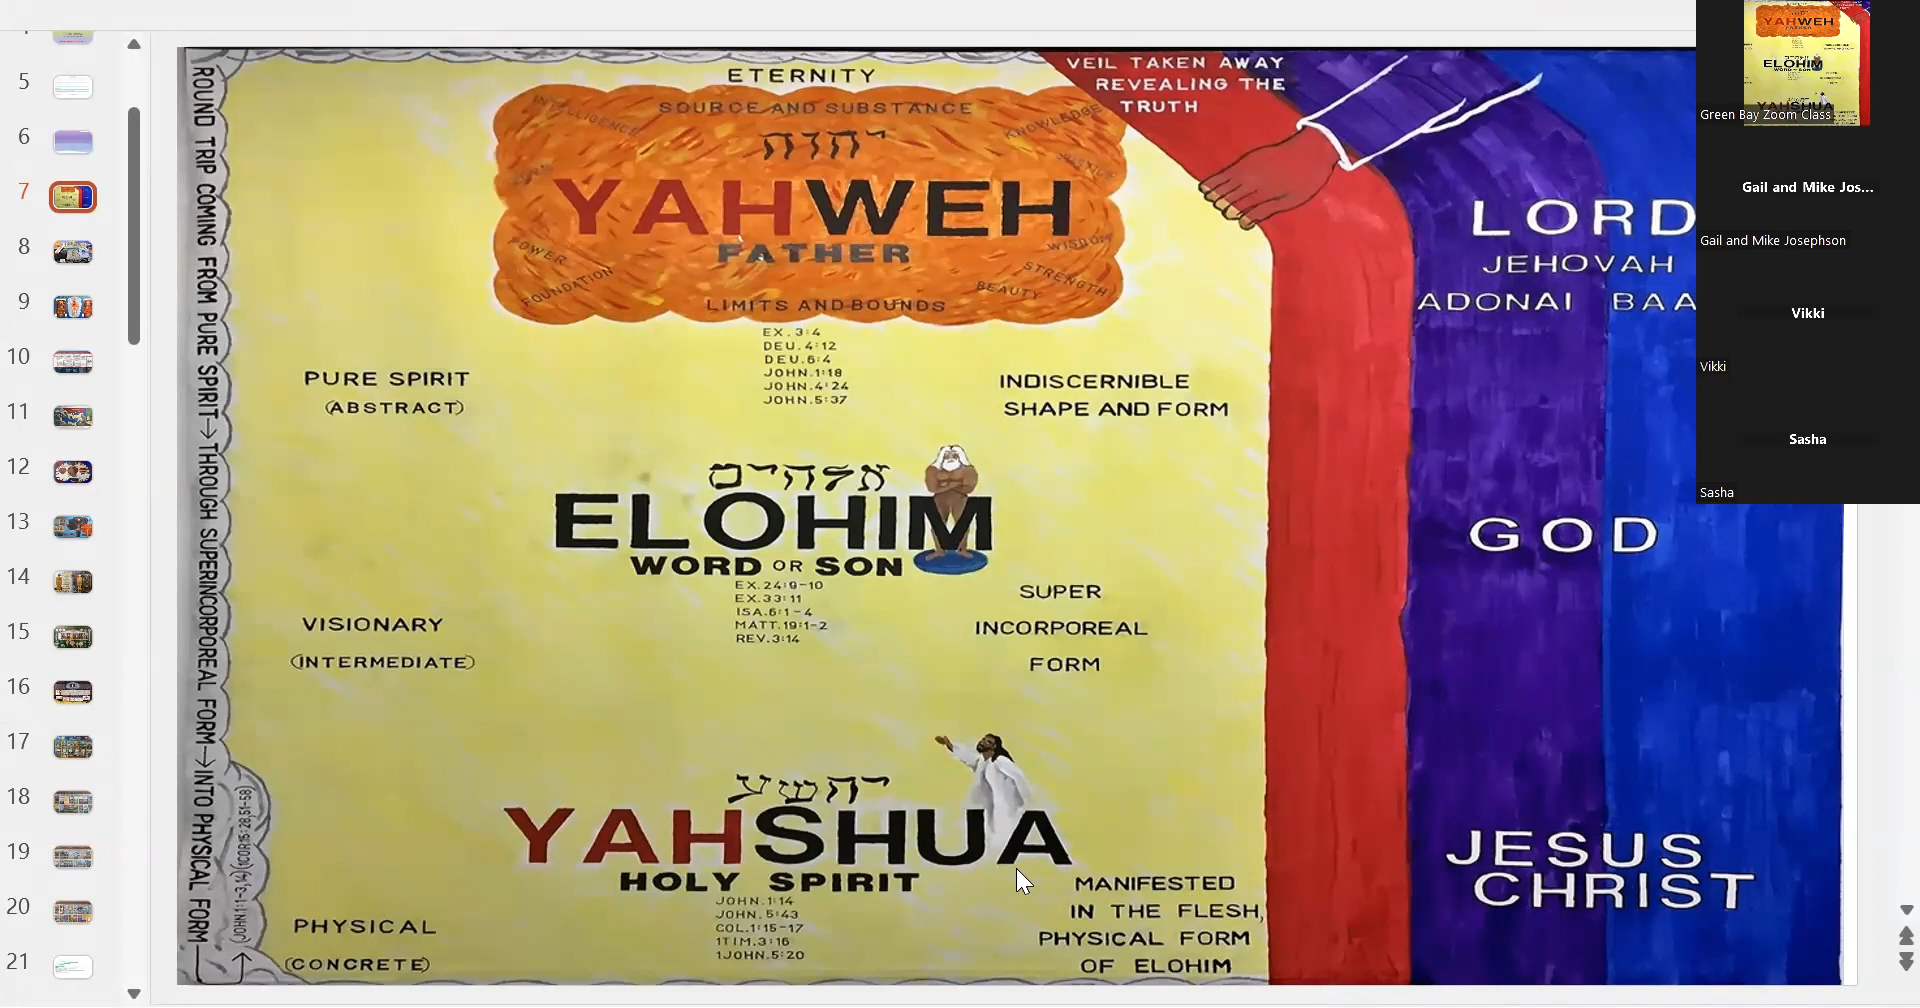 5
6
7
8
9
10
11
12
13
14
15
16
17
18
19
20
21
ROUND TRIP COMING FROM PURE SPIRIT→THROUGH SUPERINCORPOREAL FORM→INTO PHYSICAL FORM
ETERNITY
SOURCE AND SUBSTANCE
INTELLIGENCE
KNOWLEDGE
יהוה
JUSTICE
YAHWEH
FATHER
POWER
WISDOM
FOUNDATION
BEAUTY
STRENGTH
LIMITS AND BOUNDS
EX. 3:4
DEU. 4:12
DEU. 6:4
JOHN. 1:18
JOHN. 4:24
JOHN. 5:37
PURE SPIRIT
(ABSTRACT)
INDISCERNIBLE
SHAPE AND FORM
אלהים
ELOHIM
WORD OR SON
EX. 24:9-10
EX. 33:11
ISA. 6:1-4
MATT. 19:1-2
REV. 3:14
VISIONARY
(INTERMEDIATE)
SUPER
INCORPOREAL
FORM
יהשע
YAHSHUA
HOLY SPIRIT
JOHN. 1:14
JOHN. 5:43
COL. 1:15-17
1TIM. 3:16
1JOHN. 5:20
PHYSICAL
(CONCRETE)
MANIFESTED
IN THE FLESH,
PHYSICAL FORM
OF ELOHIM
VEIL TAKEN AWAY
REVEALING THE
TRUTH
LORD
JEHOVAH
ADONAI BAA
GOD
JESUS
CHRIST
YAHWEH
ELOHIM
YAHSHUA
Green Bay Zoom Class
Gail and Mike Jos...
Gail and Mike Josephson
Vikki
Vikki
Sasha
Sasha